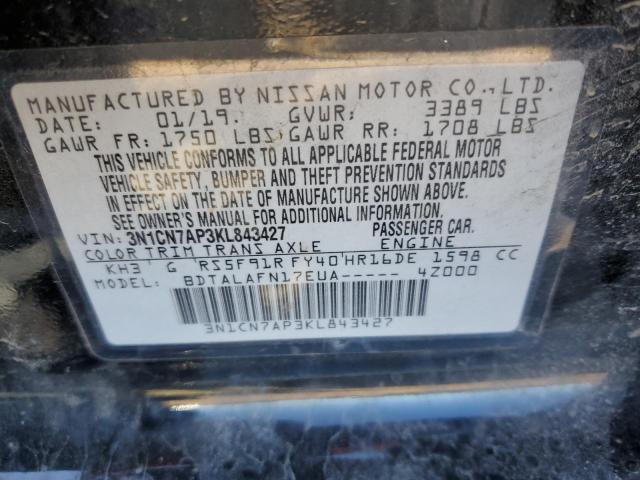 MANUFACTURED BY NISSAN MOTOR CO., LTD.
DATE: 01/19. GVWR: 3389 LBS
GAWR FR: 1750 LBS GAWR RR: 1708 LBS
THIS VEHICLE CONFORMS TO ALL APPLICABLE FEDERAL MOTOR
VEHICLE SAFETY, BUMPER AND THEFT PREVENTION STANDARDS
IN EFFECT ON THE DATE OF MANUFACTURE SHOWN ABOVE.
SEE OWNER'S MANUAL FOR ADDITIONAL INFORMATION.
VIN: 3N1CN7AP3KL843427 PASSENGER CAR.
COLOR TRIM TRANS AXLE ENGINE
KH3 G RS5F91R FY40 HR16DE 1598 CC
MODEL: BDTALAFN17EUA----- 4Z000
3N1CN7AP3KL843427